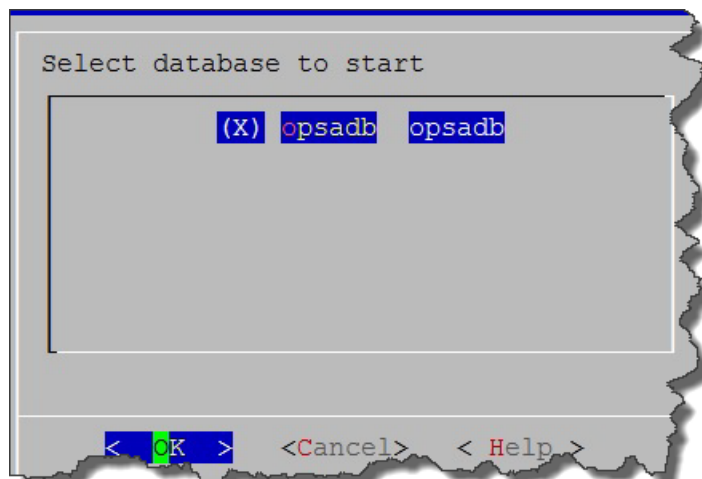 Select database to start
(X) opsadb opsadb
< OK > <Cancel> < Help >